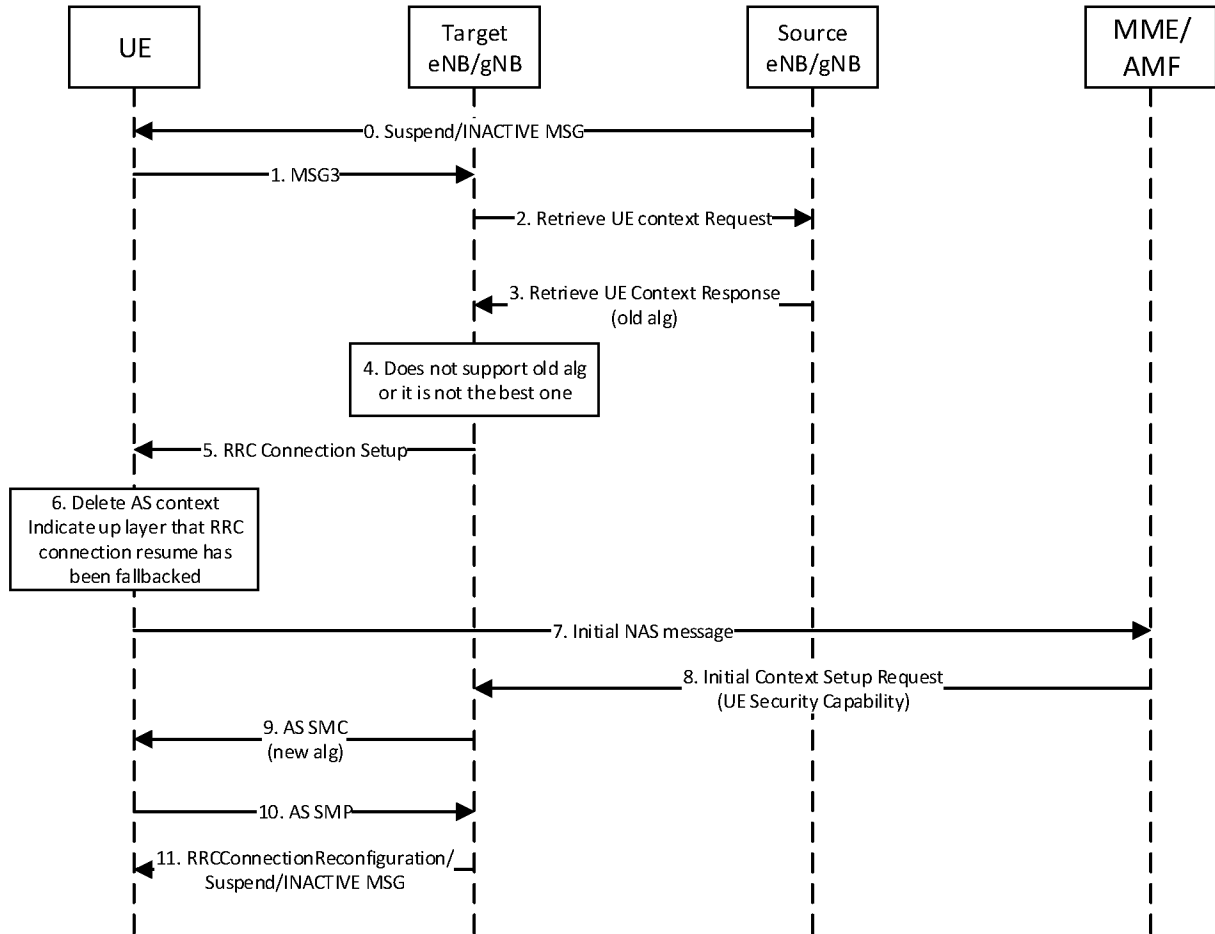 UE
Target
eNB/gNB
Source
eNB/gNB
MME/
AMF
0. Suspend/INACTIVE MSG
1. MSG3
2. Retrieve UE context Request
3. Retrieve UE Context Response
(old alg)
4. Does not support old alg
or it is not the best one
5. RRC Connection Setup
6. Delete AS context
Indicate up layer that RRC
connection resume has
been fallbacked
7. Initial NAS message
8. Initial Context Setup Request
(UE Security Capability)
9. AS SMC
(new alg)
10. AS SMP
11. RRCConnectionReconfiguration/
Suspend/INACTIVE MSG